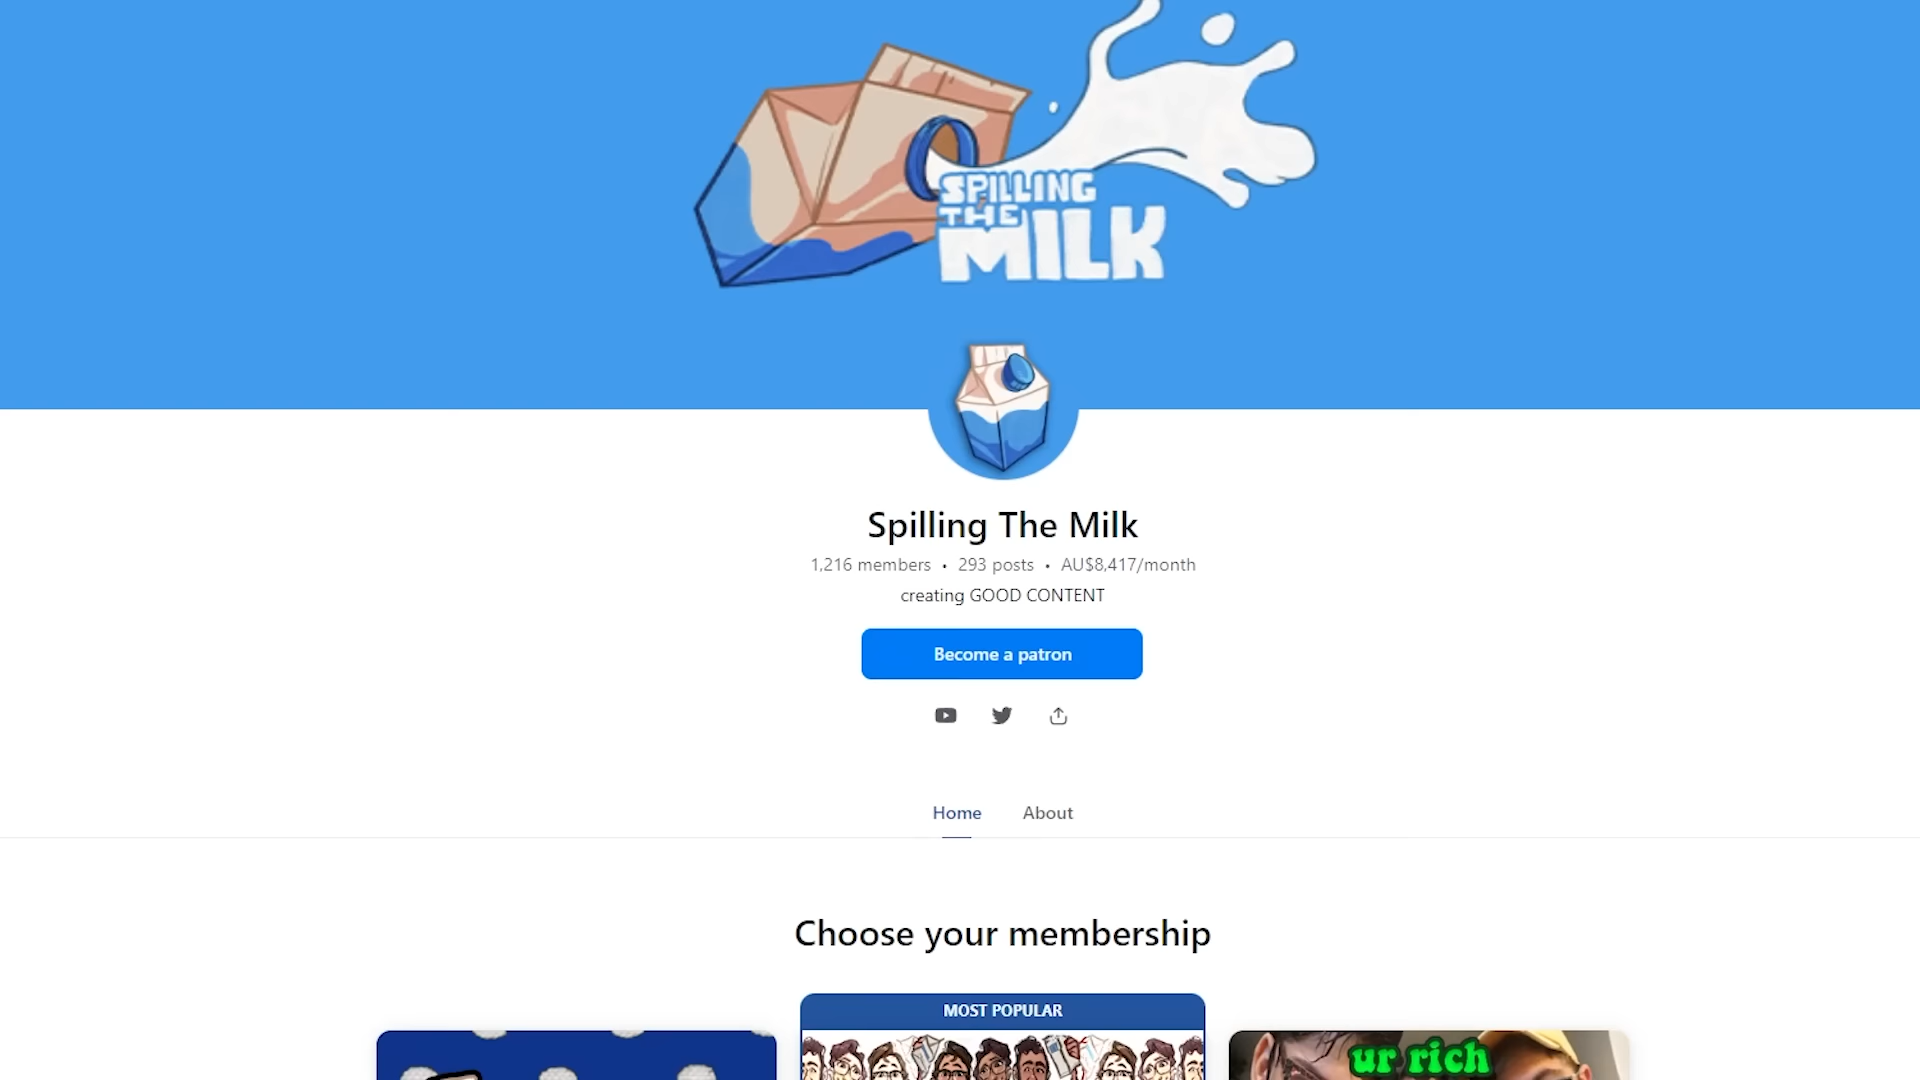 SPILLING
THE
MILK
Spilling The Milk
1,216 members • 293 posts • AU$8,417/month
creating GOOD CONTENT
Become a patron
Home About
Choose your membership
MOST POPULAR
ur rich